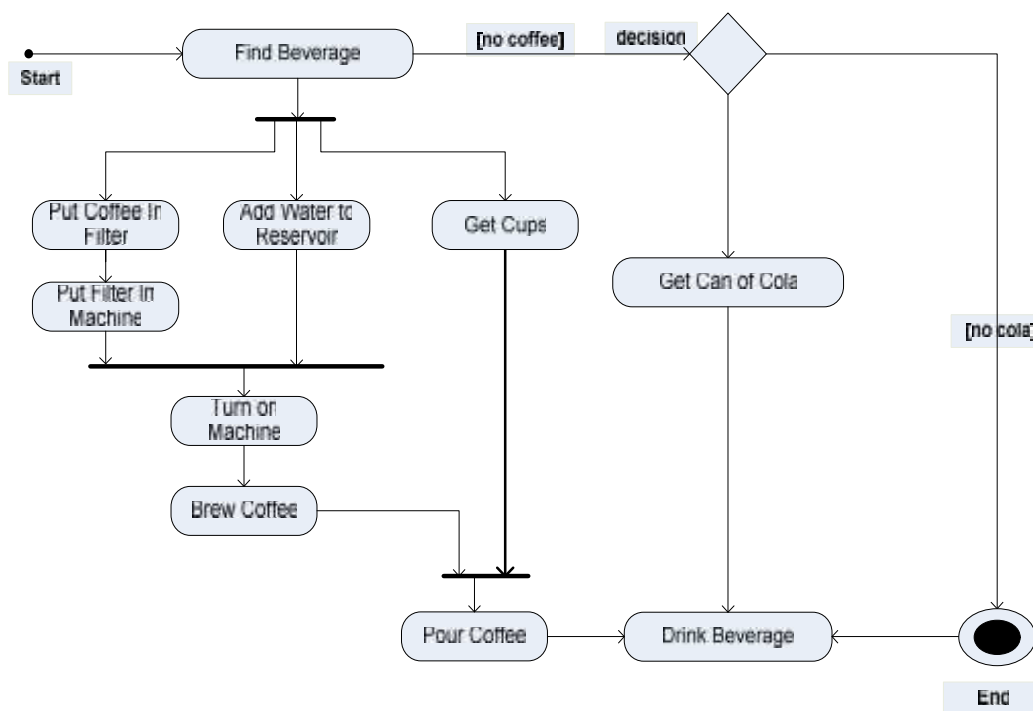 Find Beverage
[no coffee]
decision
Start
Put Coffee In
Filter
Add Water to
Reservoir
Get Cups
Get Can of Cola
Put Filter In
Machine
[no cola]
Turn on
Machine
Brew Coffee
Pour Coffee
Drink Beverage
End